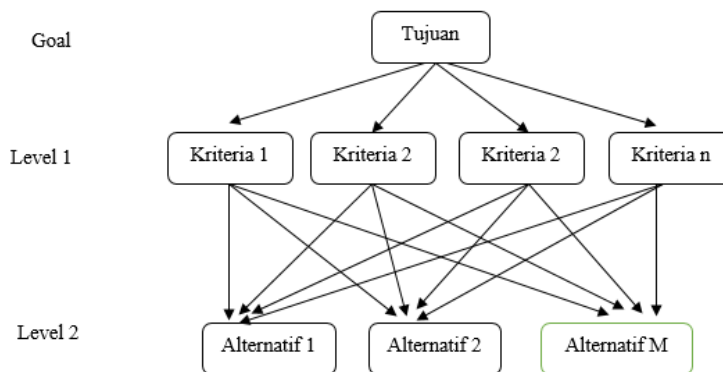 Goal
Tujuan
Level 1
Kriteria 1
Kriteria 2
Kriteria 2
Kriteria n
Level 2
Alternatif 1
Alternatif 2
Alternatif M